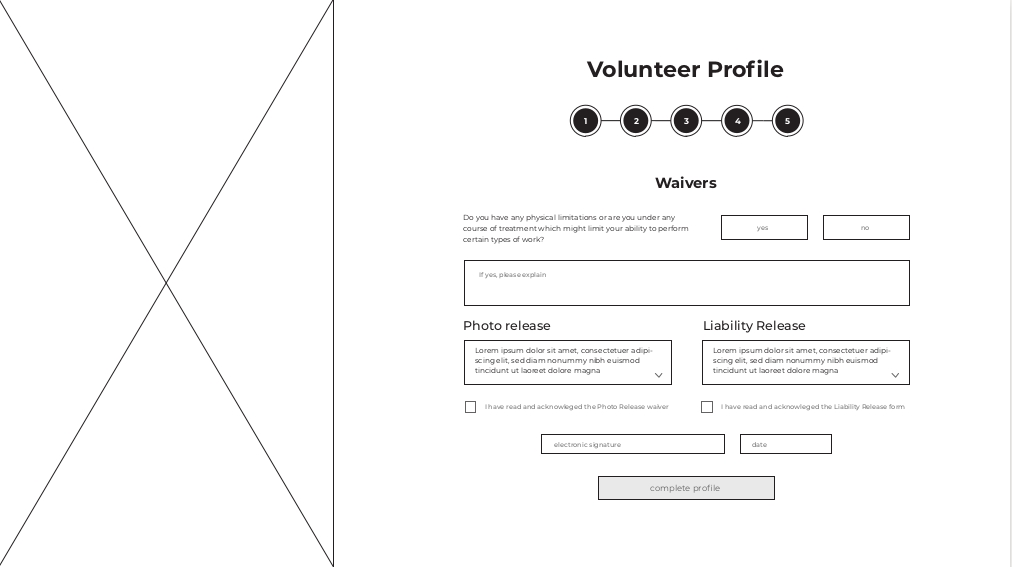 Volunteer Profile
1 2 3 4 5
Waivers
Do you have any physical limitations or are you under any
course of treatment which might limit your ability to perform
certain types of work?
yes
no
If yes, please explain
Photo release
Liability Release
Lorem ipsum dolor sit amet, consectetuer adipi-
scing elit, sed diam nonummy nibh euismod
tincidunt ut laoreet dolore magna
Lorem ipsum dolor sit amet, consectetuer adipi-
scing elit, sed diam nonummy nibh euismod
tincidunt ut laoreet dolore magna
I have read and acknowleged the Photo Release waiver
I have read and acknowleged the Liability Release form
electronic signature
date
complete profile